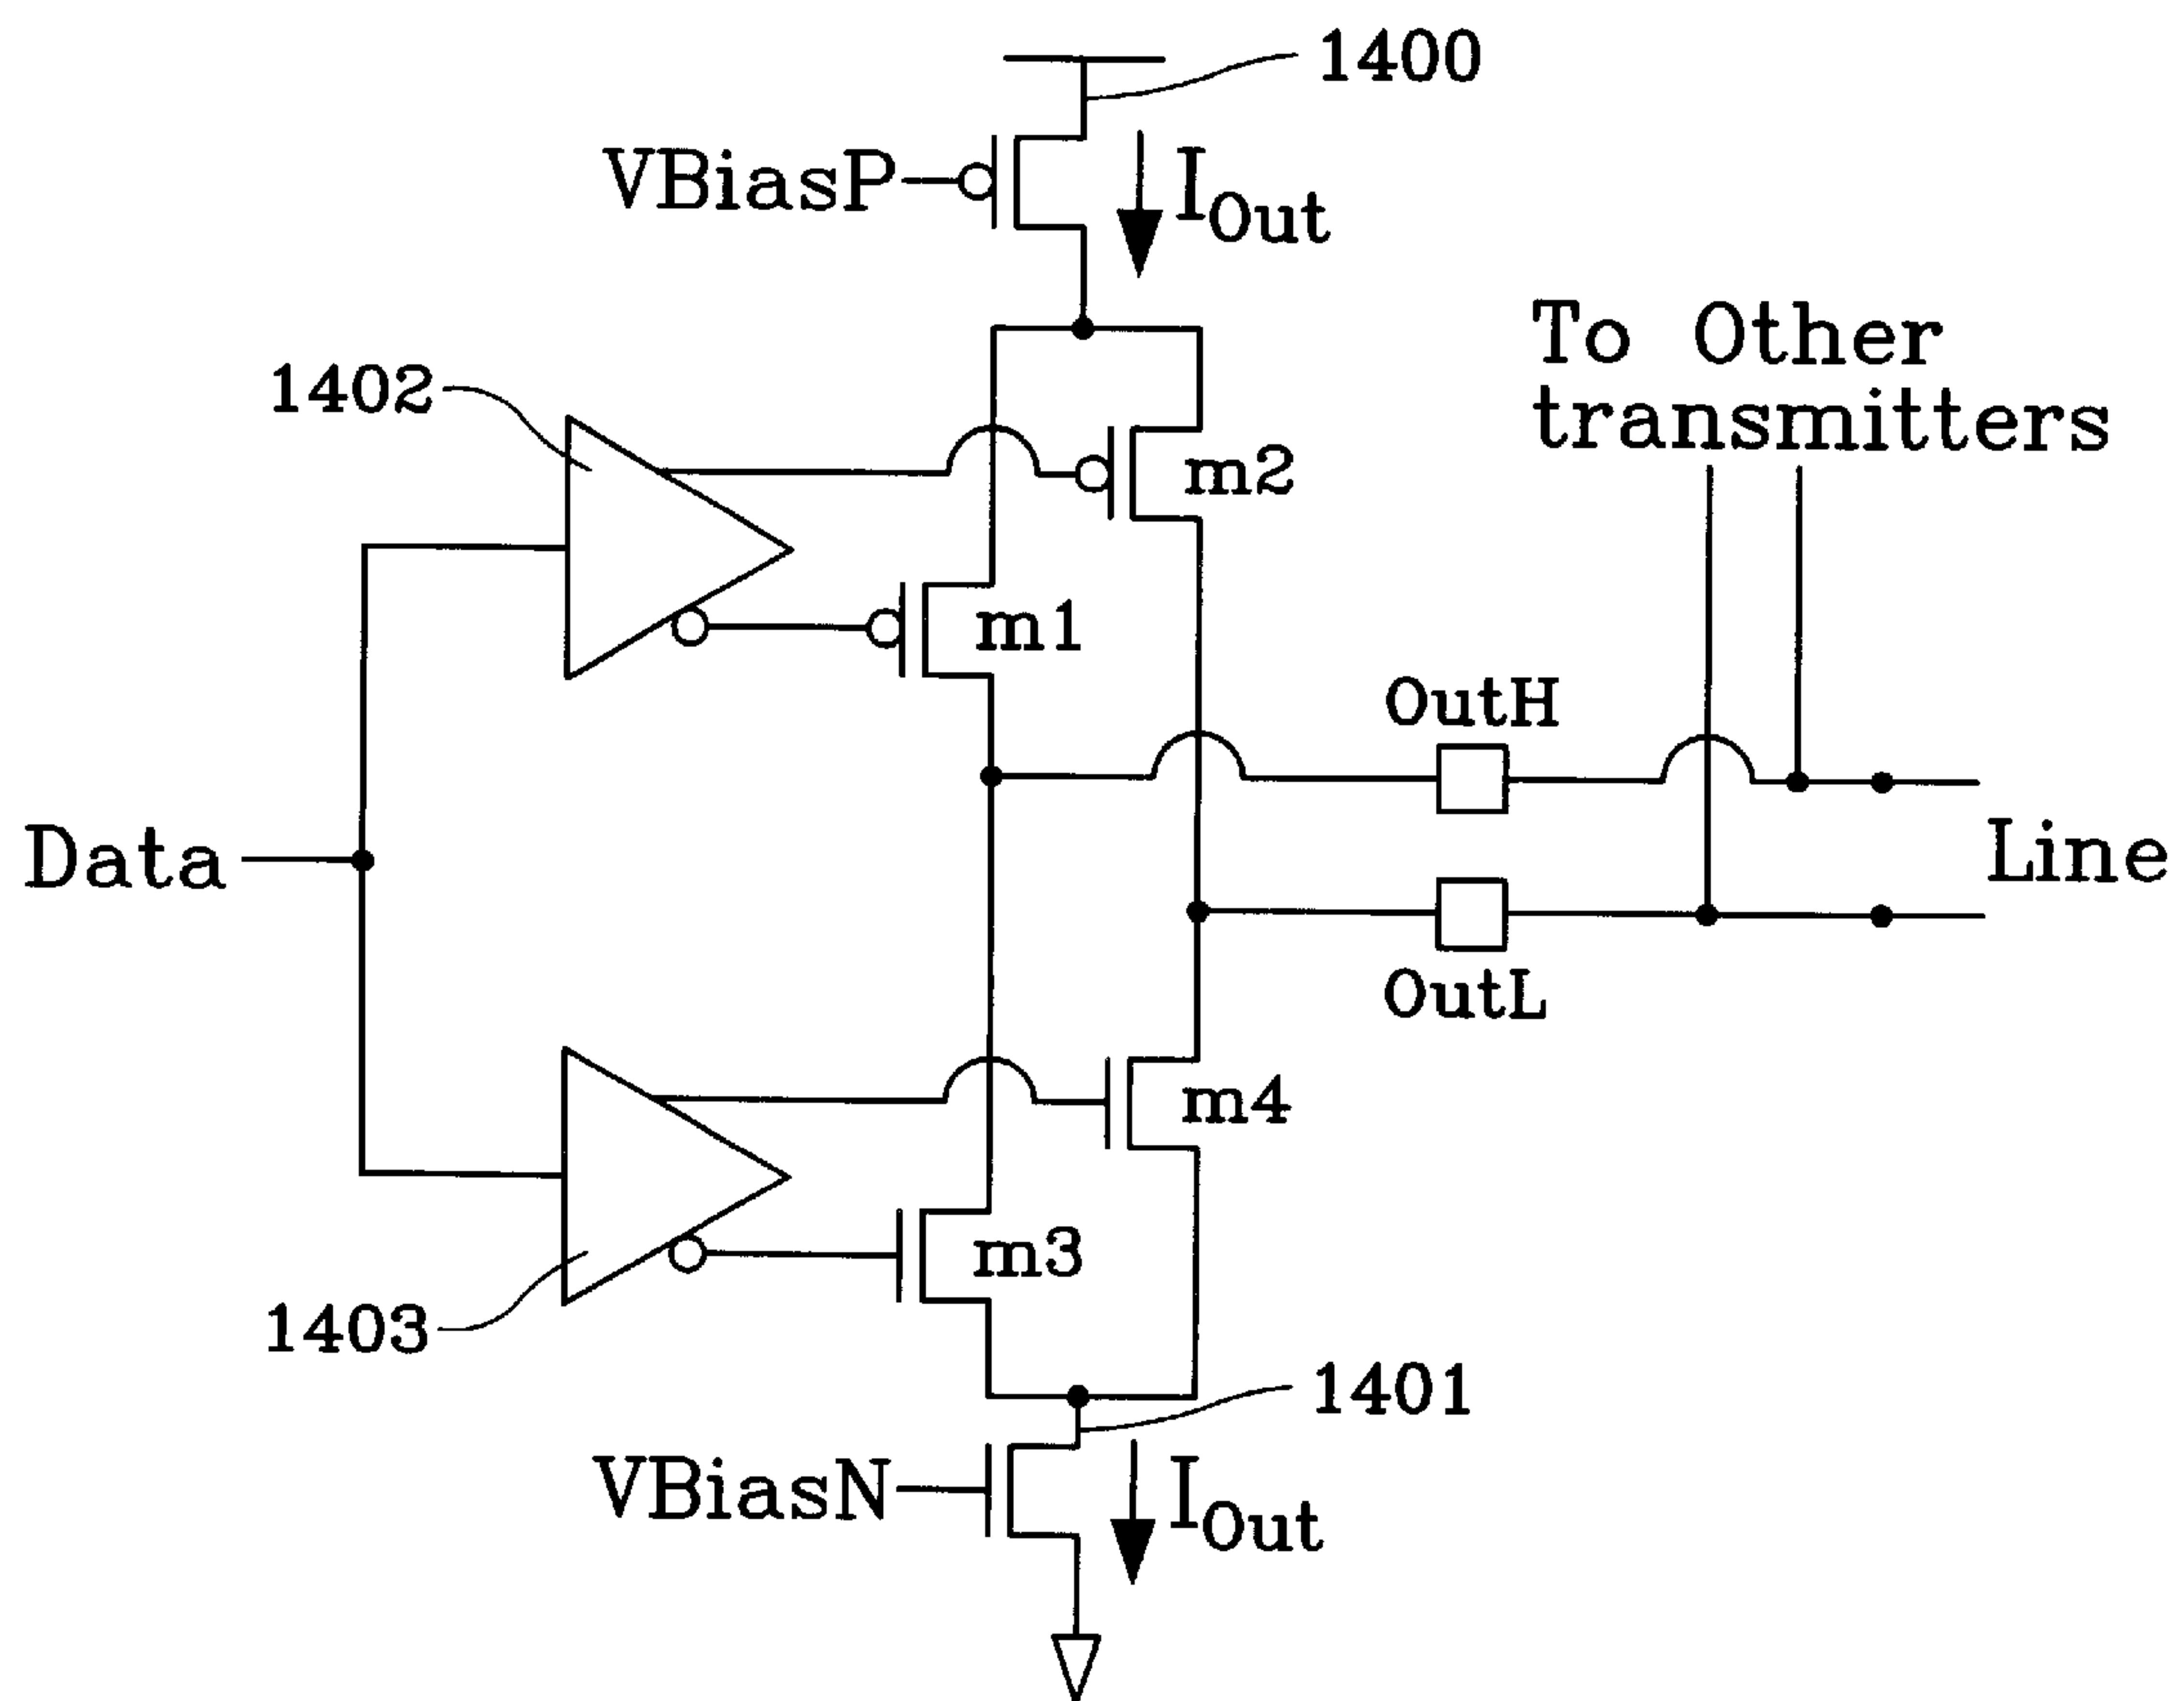 1400
VBiasP
IOut
To Other
transmitters
1402
m2
m1
OutH
Data
Line
OutL
m4
m3
1403
1401
VBiasN
IOut